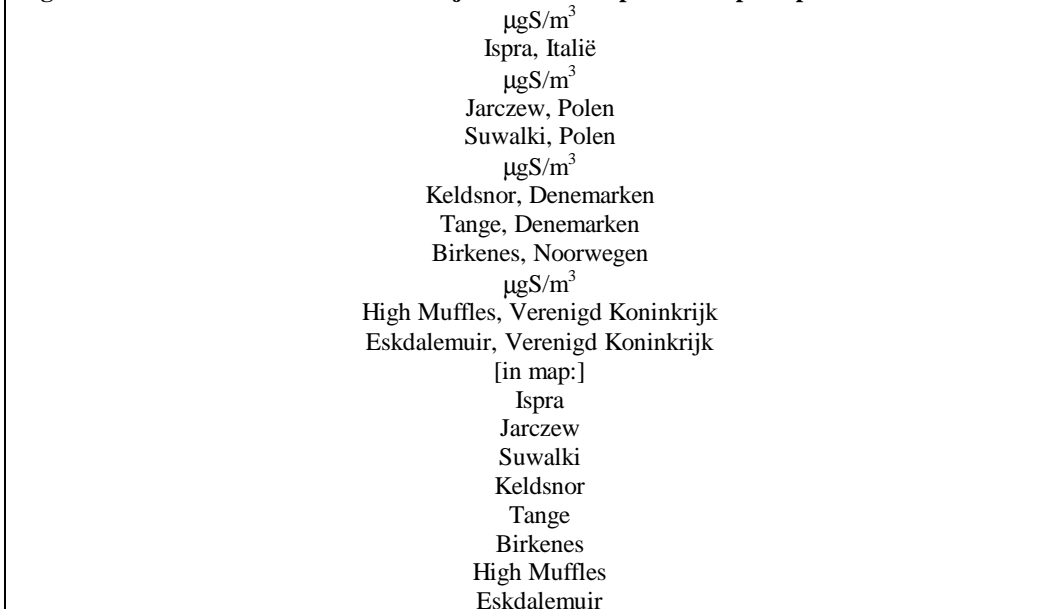 μgS/m³
Ispra, Italië
μgS/m³
Jarczew, Polen
Suwalki, Polen
μgS/m³
Keldsnor, Denemarken
Tange, Denemarken
Birkenes, Noorwegen
μgS/m³
High Muffles, Verenigd Koninkrijk
Eskdalemuir, Verenigd Koninkrijk
[in map:]
Ispra
Jarczew
Suwalki
Keldsnor
Tange
Birkenes
High Muffles
Eskdalemuir